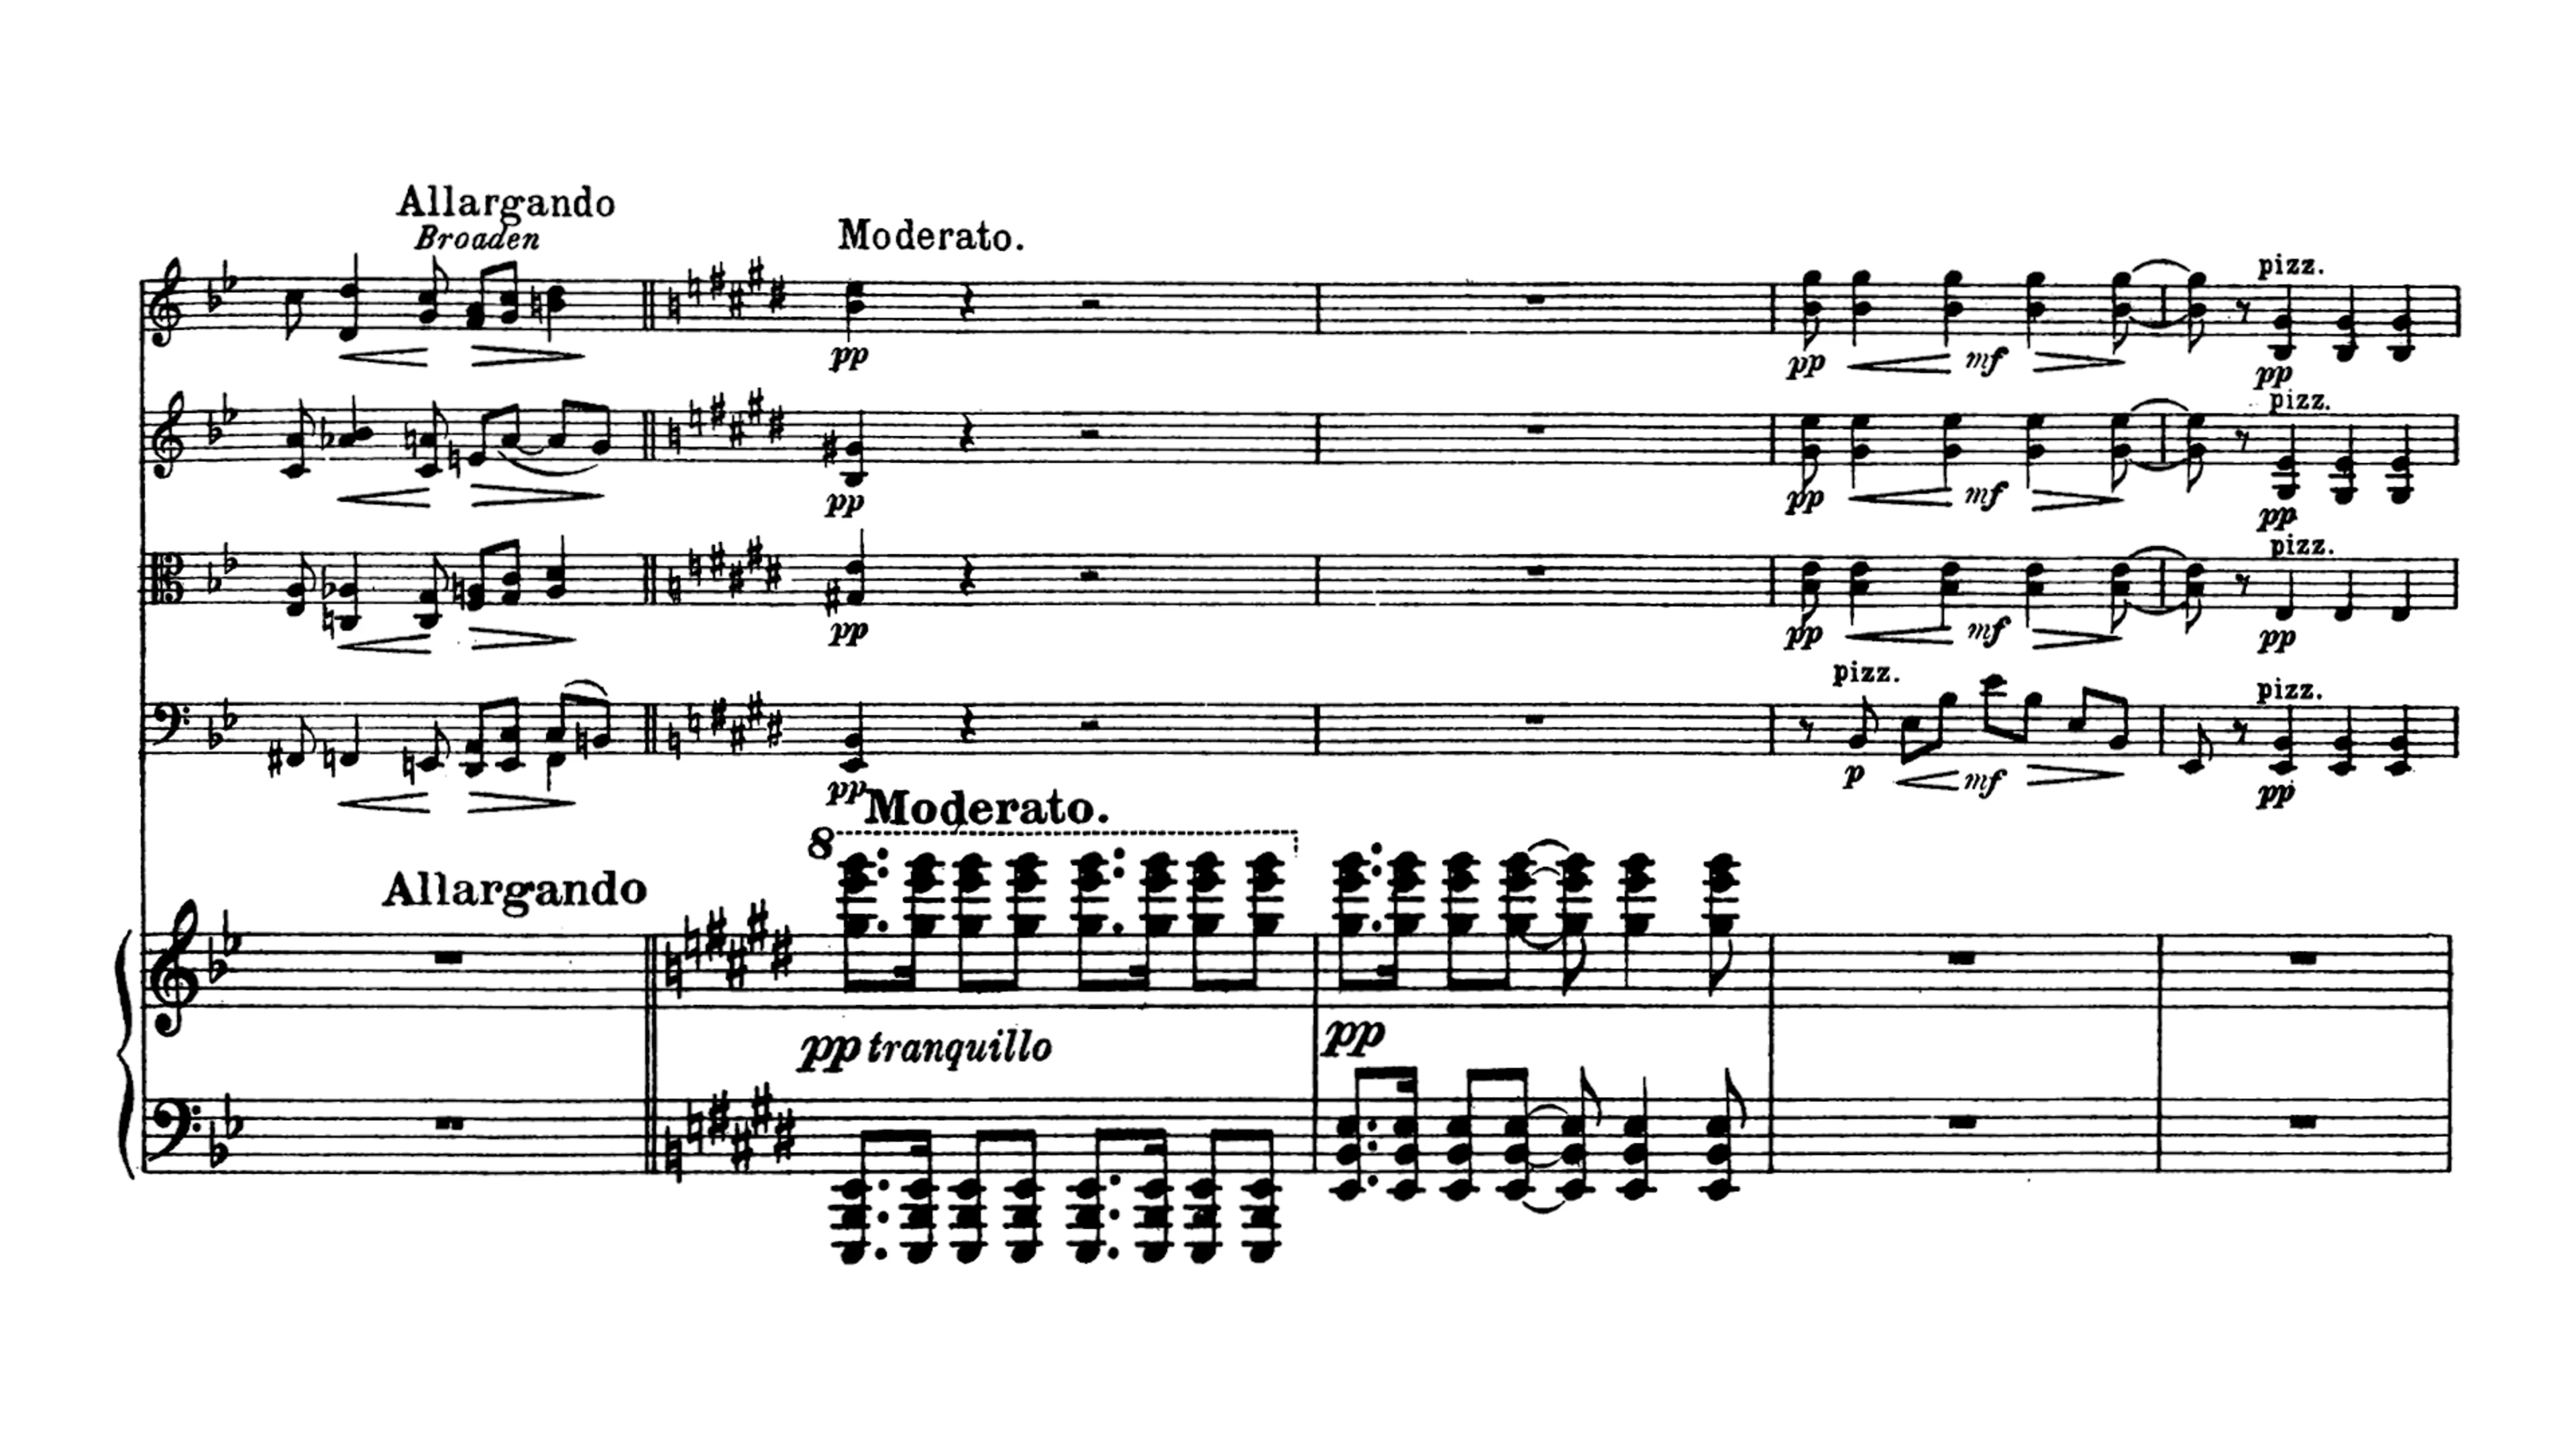 Allargando
Broaden
Moderato.
pp
pp
mf
pizz.
pp
pp
pp
mf
pizz.
pp
pp
pp
mf
pizz.
pp
pp
pizz.
p
mf
pizz.
pp
Moderato.
8
Allargando
pp tranquillo
pp